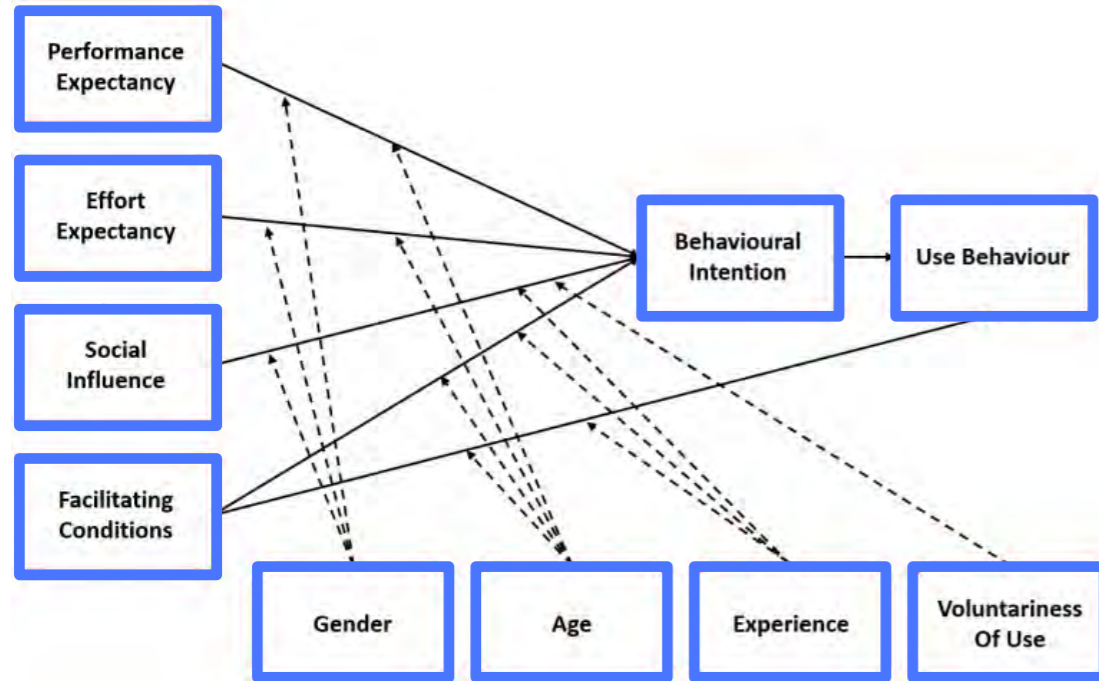 Performance
Expectancy
Effort
Expectancy
Social
Influence
Facilitating
Conditions
Behavioural
Intention
Use Behaviour
Gender
Age
Experience
Voluntariness
Of Use